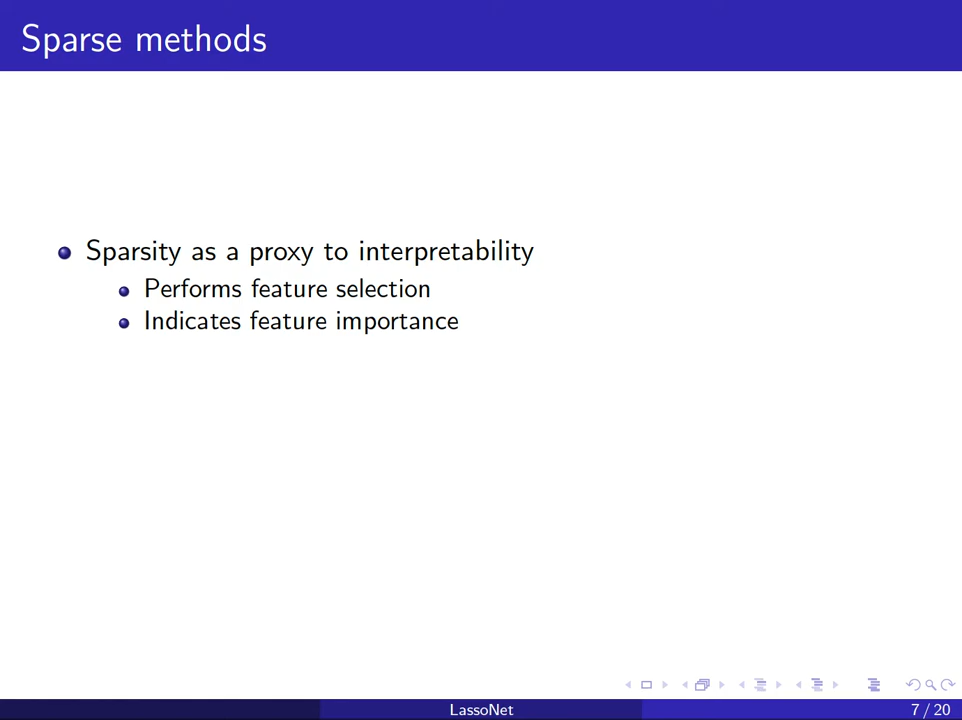 Sparse methods
Sparsity as a proxy to interpretability
Performs feature selection
Indicates feature importance
LassoNet
7 / 20